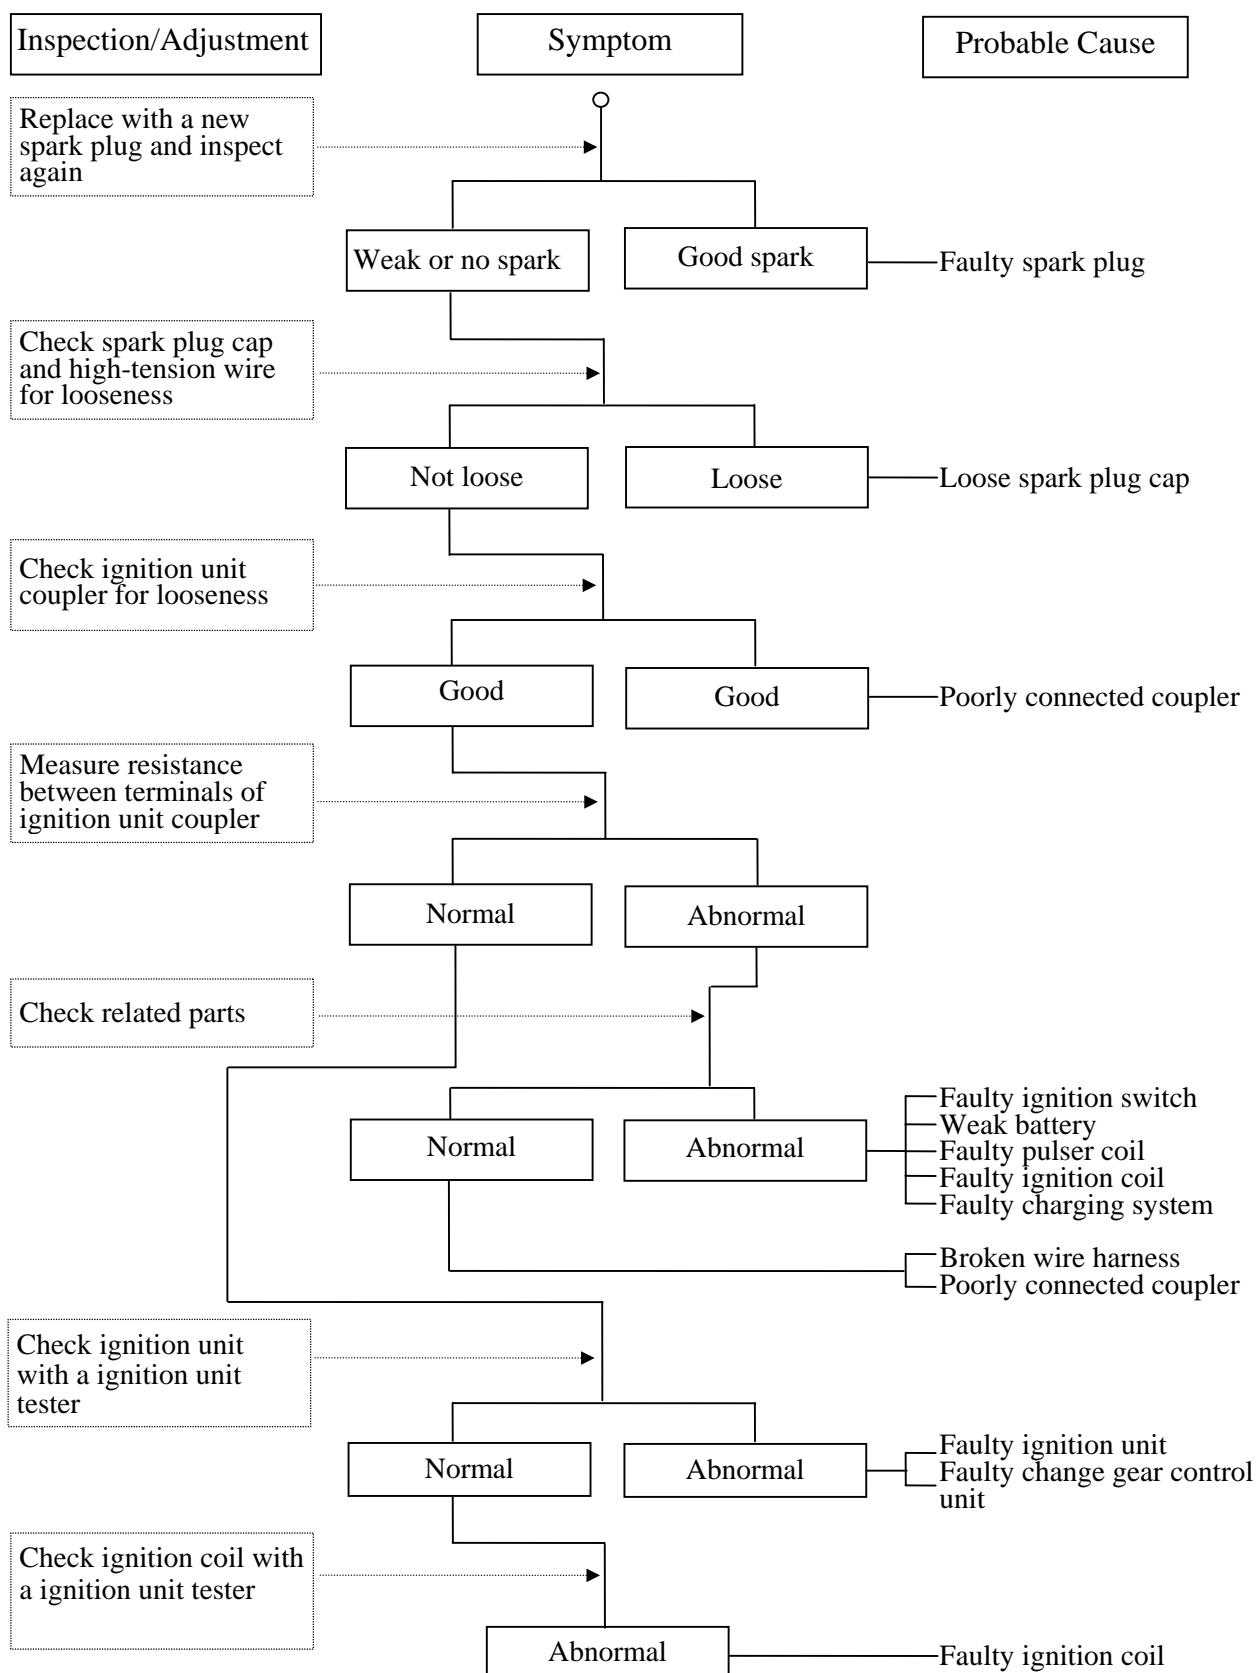 Inspection/Adjustment
Symptom
Probable Cause
Replace with a new
spark plug and inspect
again
Weak or no spark
Good spark
Faulty spark plug
Check spark plug cap
and high-tension wire
for looseness
Not loose
Loose
Loose spark plug cap
Check ignition unit
coupler for looseness
Good
Good
Poorly connected coupler
Measure resistance
between terminals of
ignition unit coupler
Normal
Abnormal
Check related parts
Normal
Abnormal
Faulty ignition switch
Weak battery
Faulty pulser coil
Faulty ignition coil
Faulty charging system
Broken wire harness
Poorly connected coupler
Check ignition unit
with a ignition unit
tester
Normal
Abnormal
Faulty ignition unit
Faulty change gear control
unit
Check ignition coil with
a ignition unit tester
Abnormal
Faulty ignition coil